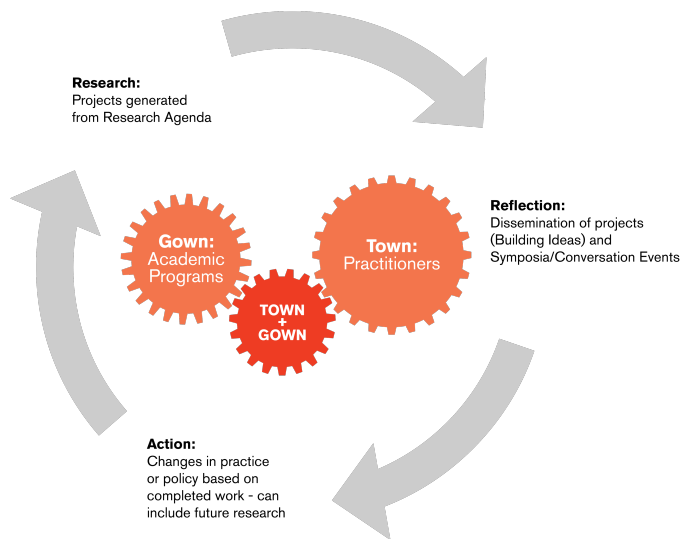 Research:
Projects generated
from Research Agenda
Reflection:
Dissemination of projects
(Building Ideas) and
Symposia/Conversation Events
Gown:
Academic
Programs
Town:
Practitioners
TOWN
+
GOWN
Action:
Changes in practice
or policy based on
completed work - can
include future research